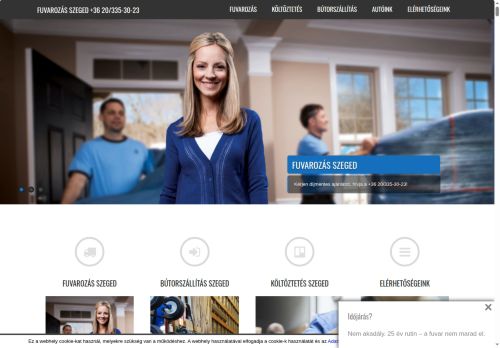 FUVAROZÁS SZEGED +36 20/335-30-23
FUVAROZÁS KÖLTÖZTETÉS BÚTORSZÁLLÍTÁS AUTÓINK ELÉRHETŐSÉGEINK
FUVAROZÁS SZEGED
Kérjen díjmentes ajánlatot, hívja a +36 20/335-30-23!
FUVAROZÁS SZEGED
BÚTORSZÁLLÍTÁS SZEGED
KÖLTÖZTETÉS SZEGED
ELÉRHETŐSÉGEINK
Időjárás?
Nem akadály. 25 év rutin – a fuvar nem marad el.
Ez a webhely cookie-kat használ, melyekre szükség van a működéshez. A webhely használatával elfogadja a cookie-k használatát és az